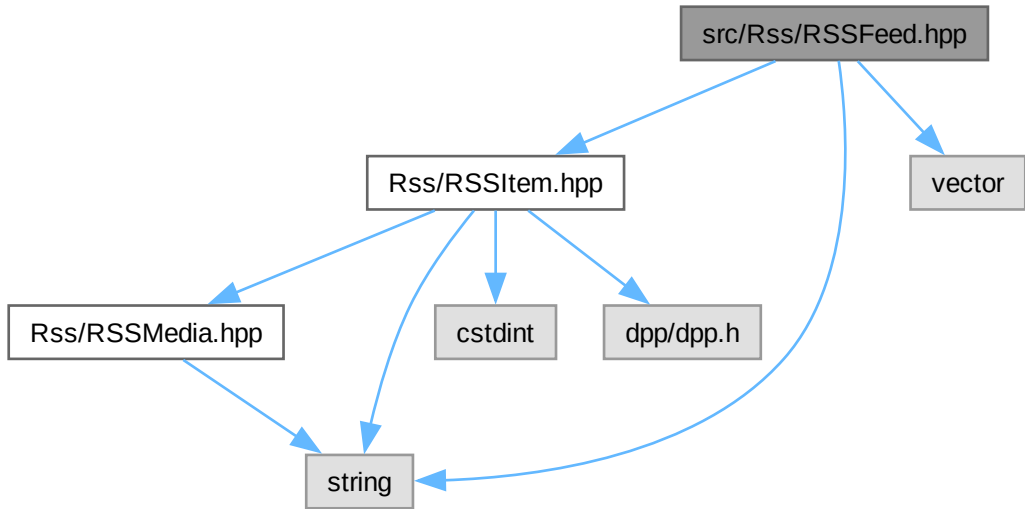 src/Rss/RSSFeed.hpp
Rss/RSSItem.hpp
vector
Rss/RSSMedia.hpp
cstdint
dpp/dpp.h
string